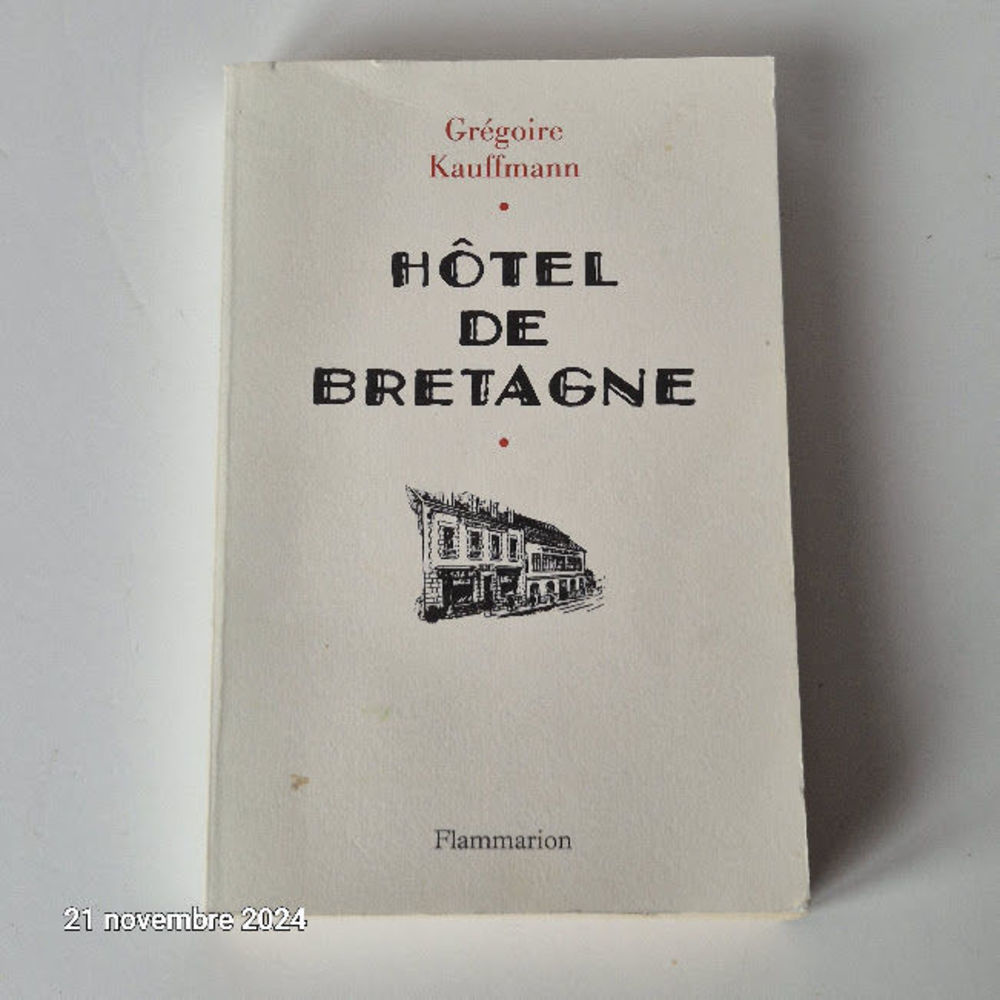 Grégoire
Kauffmann
HÔTEL
DE
BRETAGNE
Flammarion
21 novembre 2024